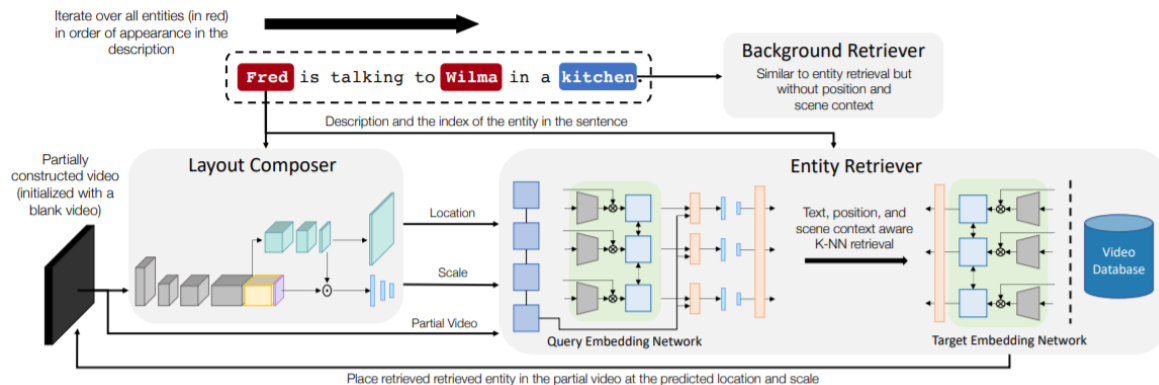 Iterate over all entities (in red)
in order of appearance in the
description
Fred is talking to Wilma in a kitchen.
Background Retriever
Similar to entity retrieval but
without position and
scene context
Description and the index of the entity in the sentence
Partially
constructed video
(initialized with a
blank video)
Layout Composer
Location
Scale
Partial Video
Entity Retriever
Query Embedding Network
Text, position, and
scene context aware
K-NN retrieval
Target Embedding Network
Video
Database
Place retrieved retrieved entity in the partial video at the predicted location and scale